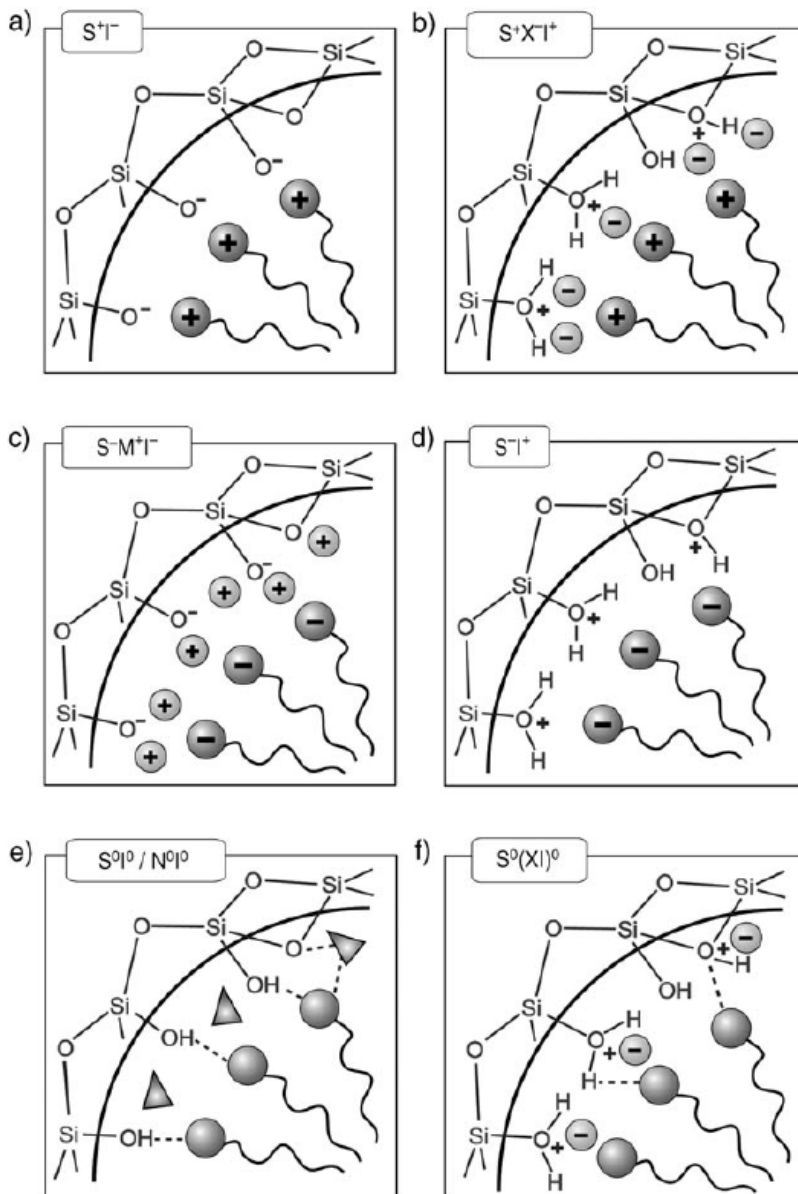 a)
S⁺I⁻
O
Si
O
Si
O
O⁻
Si
+
O
O⁻
+
Si
O⁻
+
b)
S⁺X⁻I⁺
O
Si
O
Si
O
H
−
+
OH
−
Si
H
+
O
O
+
H
−
+
H
−
Si
O
+
−
+
H
c)
S⁻M⁺I⁻
O
Si
O
Si
O
+
O⁻
+
+
Si
O⁻
−
O
+
−
+
Si
O⁻
−
+
d)
S⁻I⁺
O
Si
O
Si
O
+
H
OH
Si
H
−
O
O
+
H
−
H
Si
O
+
−
H
e)
S⁰I⁰ / N⁰I⁰
O
Si
O
Si
O
OH
Si
OH
O
Si
OH
f)
S⁰(XI)⁰
O
Si
O
Si
O
+
−
H
OH
Si
H
O
+
−
O
H
H
Si
O
+
−
H